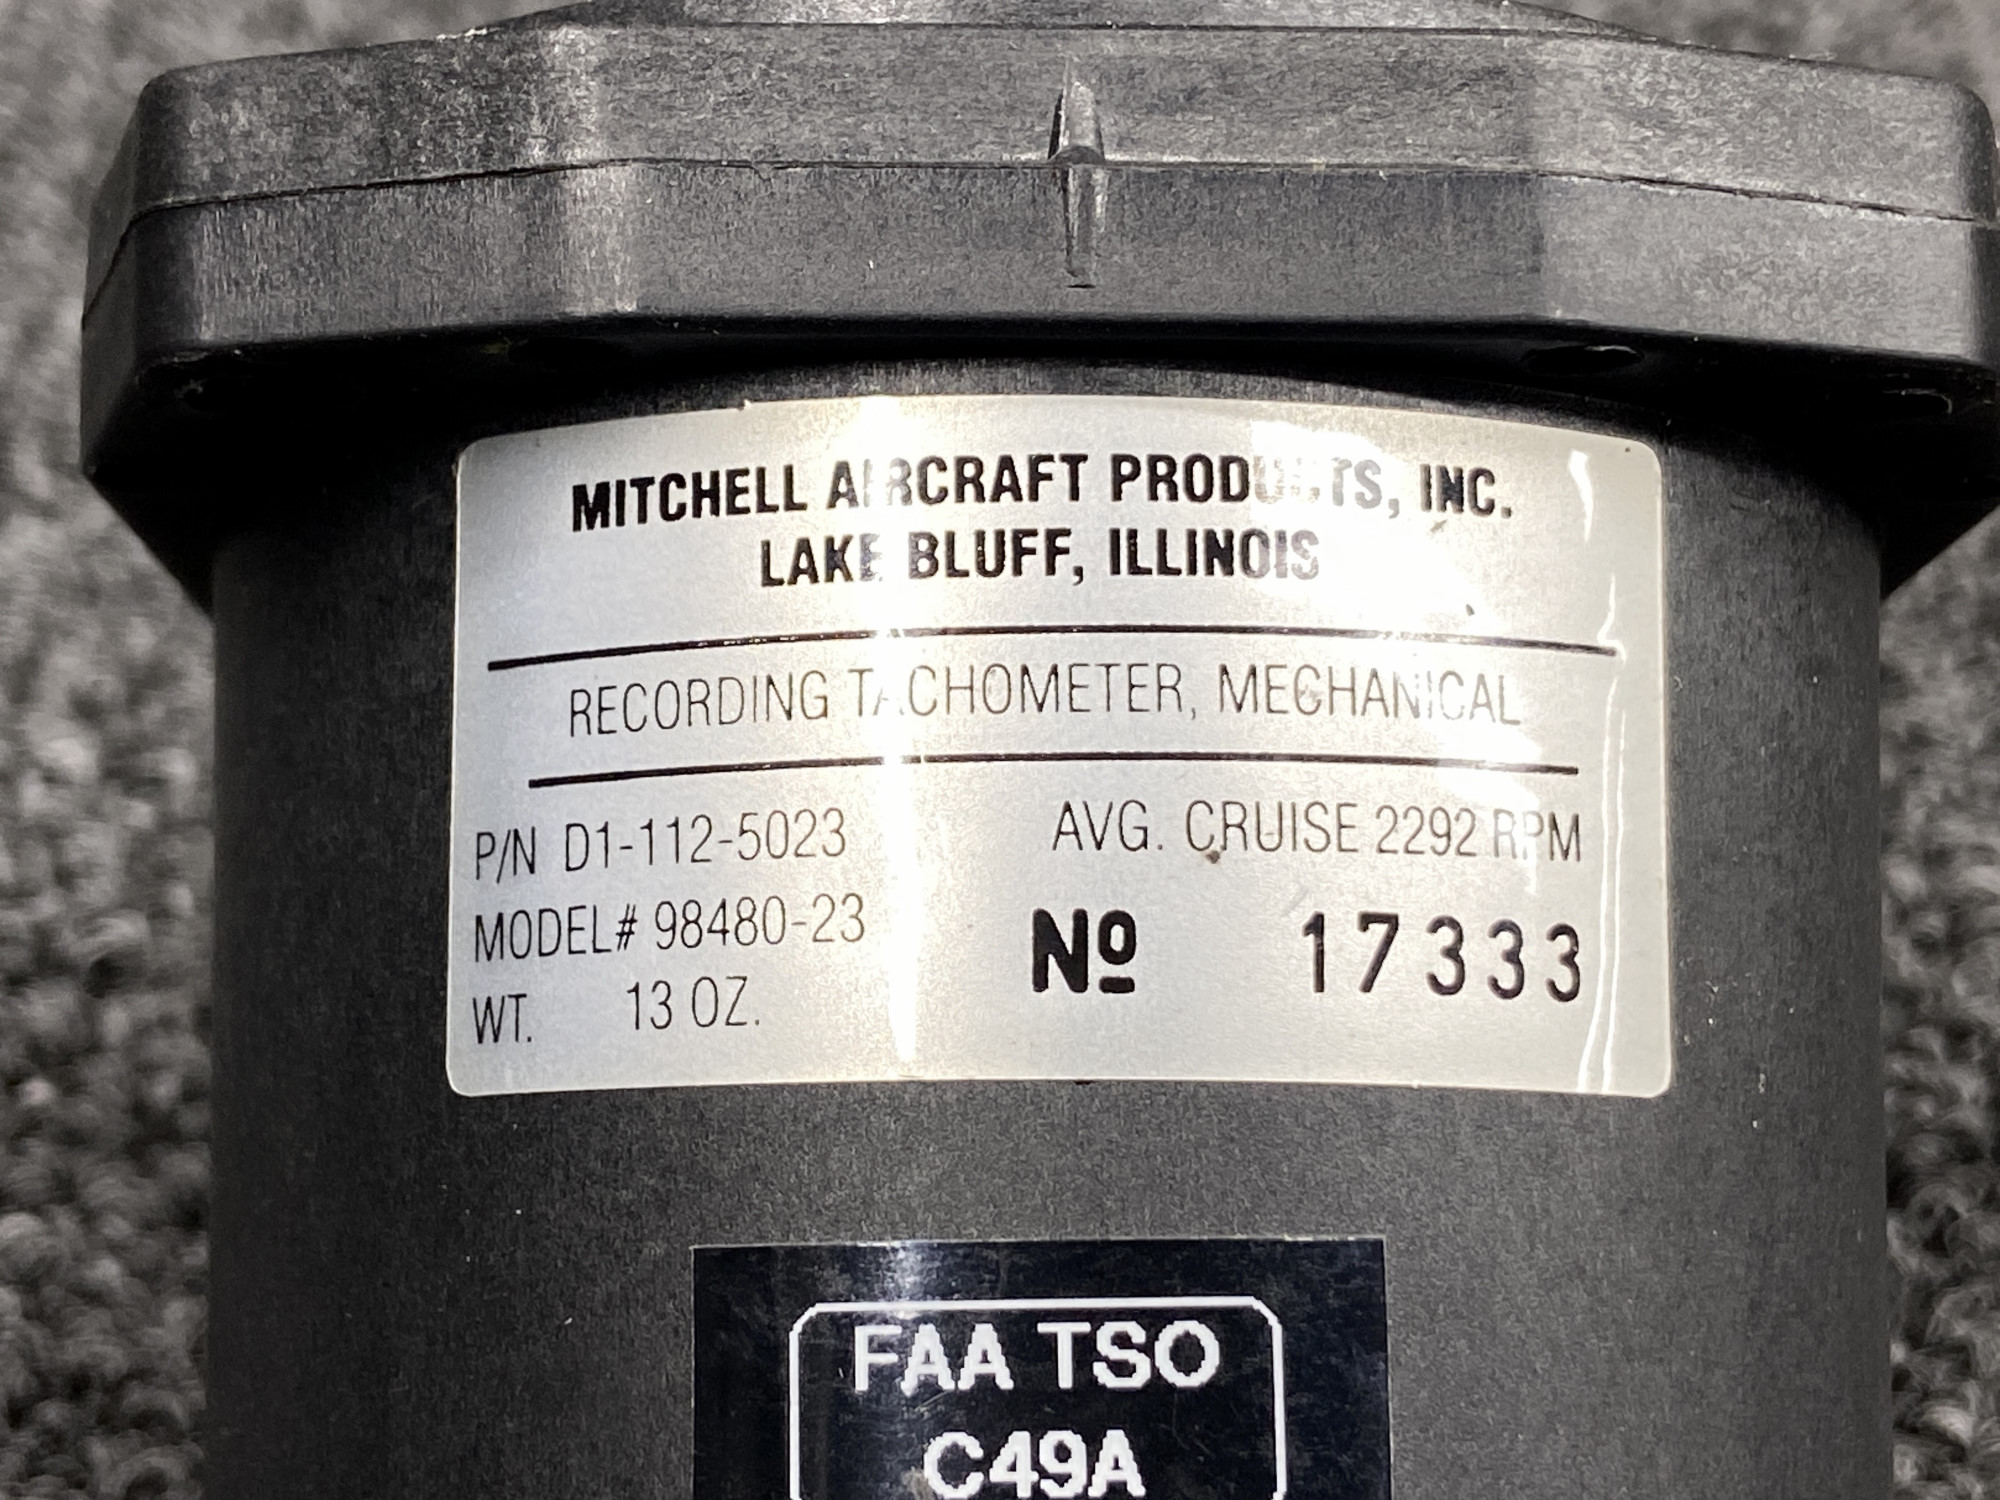 MITCHELL AIRCRAFT PRODUCTS, INC.
LAKE BLUFF, ILLINOIS
RECORDING TACHOMETER, MECHANICAL
P/N D1-112-5023
MODEL# 98480-23
WT. 13 OZ.
AVG. CRUISE 2292 RPM
Nº 17333
FAA TSO
C49A